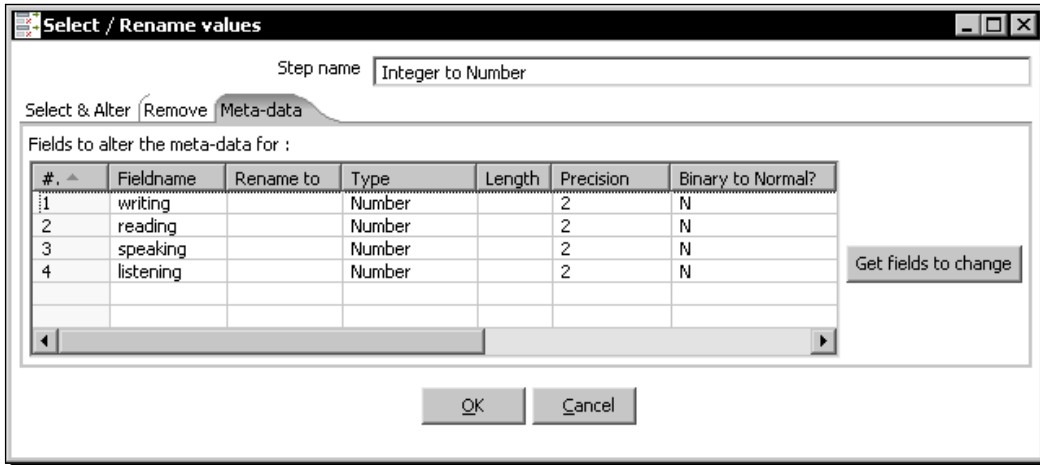 Select / Rename values
Step name Integer to Number
Select & Alter Remove Meta-data
Fields to alter the meta-data for :
#. Fieldname Rename to Type Length Precision Binary to Normal?
1 writing Number 2 N
2 reading Number 2 N
3 speaking Number 2 N
4 listening Number 2 N
Get fields to change
OK Cancel